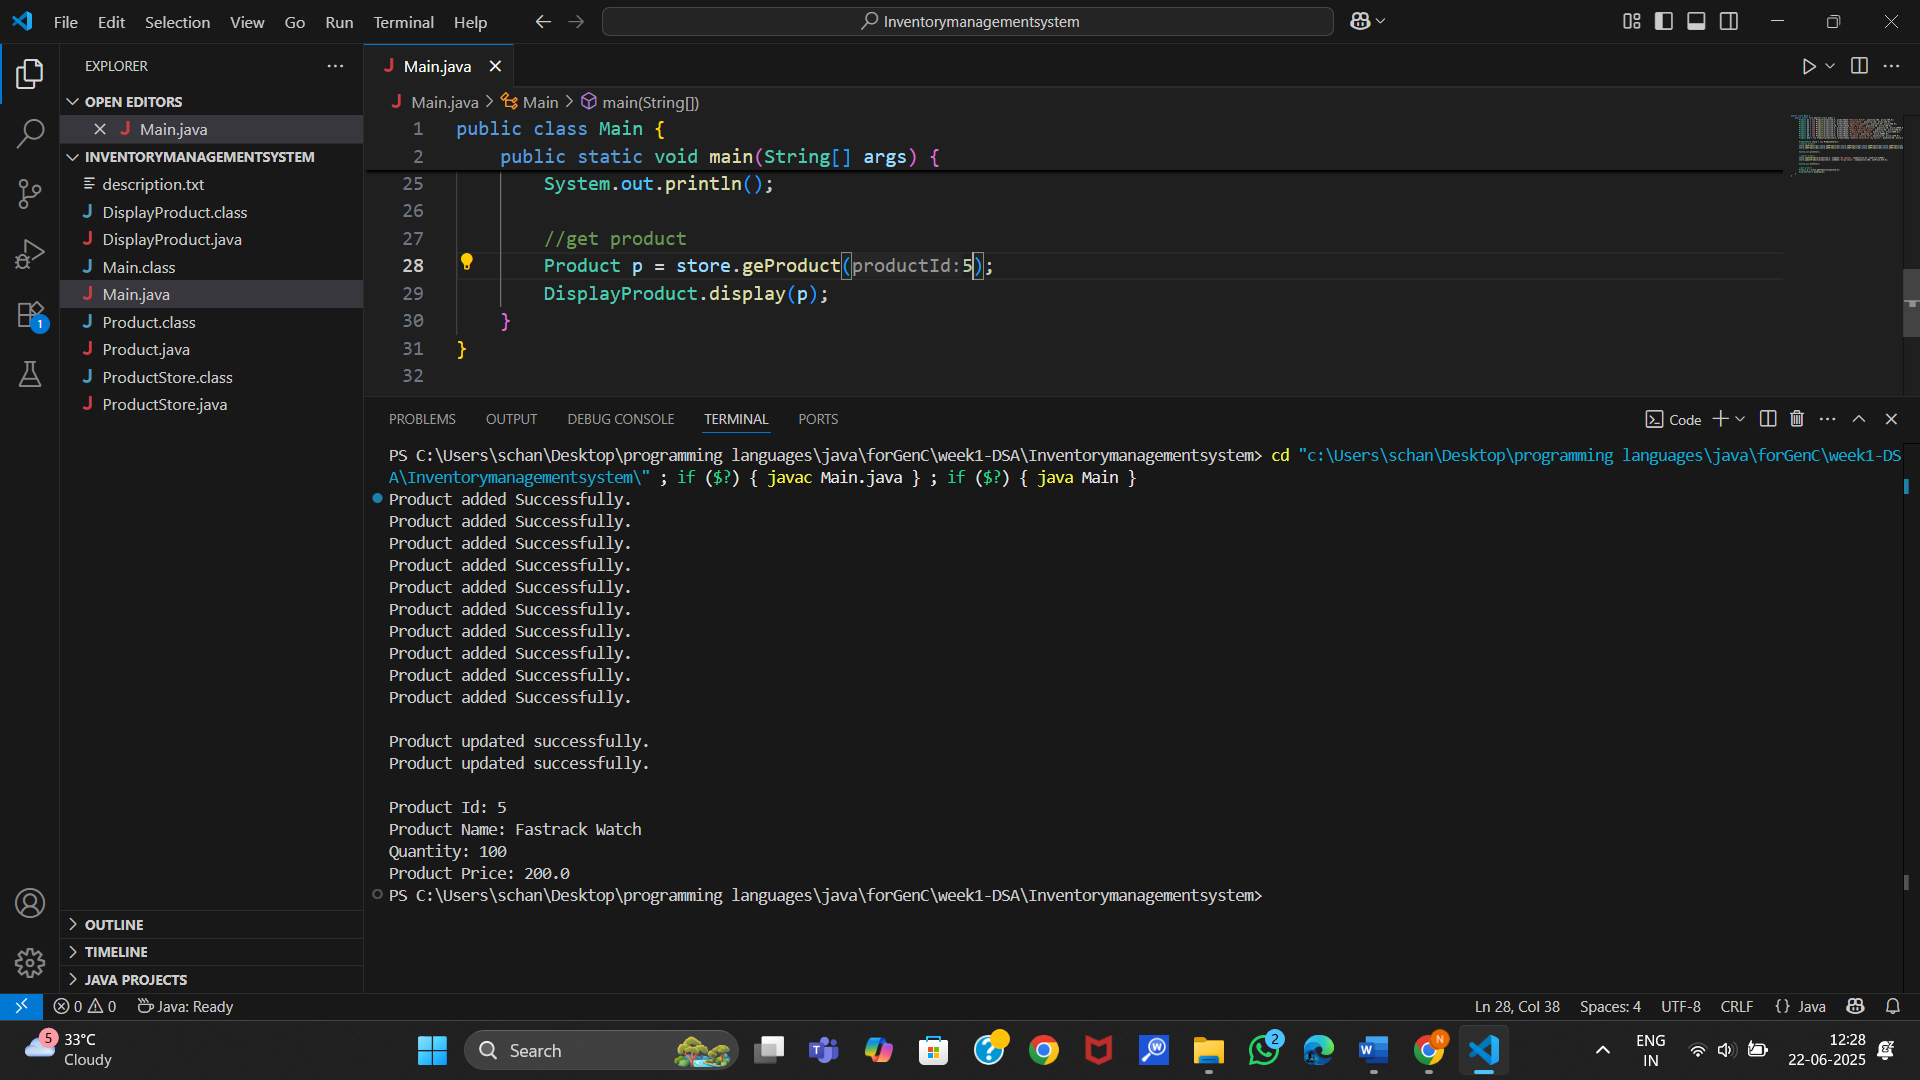 File Edit Selection View Go Run Terminal Help
Inventorymanagementsystem
EXPLORER
OPEN EDITORS
Main.java
INVENTORYMANAGEMENTSYSTEM
description.txt
DisplayProduct.class
DisplayProduct.java
Main.class
Main.java
Product.class
Product.java
ProductStore.class
ProductStore.java
OUTLINE
TIMELINE
JAVA PROJECTS
Main.java
Main.java > Main > main(String[])
1 public class Main {
2 public static void main(String[] args) {
25 System.out.println();
26
27 //get product
28 Product p = store.geProduct(productId:5);
29 DisplayProduct.display(p);
30 }
31 }
32
PROBLEMS OUTPUT DEBUG CONSOLE TERMINAL PORTS
Code
PS C:\Users\schan\Desktop\programming languages\java\forGenC\week1-DSA\Inventorymanagementsystem> cd "c:\Users\schan\Desktop\programming languages\java\forGenC\week1-DS
A\Inventorymanagementsystem\" ; if ($?) { javac Main.java } ; if ($?) { java Main }
Product added Successfully.
Product added Successfully.
Product added Successfully.
Product added Successfully.
Product added Successfully.
Product added Successfully.
Product added Successfully.
Product added Successfully.
Product added Successfully.
Product added Successfully.
Product updated successfully.
Product updated successfully.
Product Id: 5
Product Name: Fastrack Watch
Quantity: 100
Product Price: 200.0
PS C:\Users\schan\Desktop\programming languages\java\forGenC\week1-DSA\Inventorymanagementsystem>
0 0 Java: Ready
Ln 28, Col 38 Spaces: 4 UTF-8 CRLF {} Java
5
33°C
Cloudy
Search
2
N
ENG
IN
12:28
22-06-2025
1